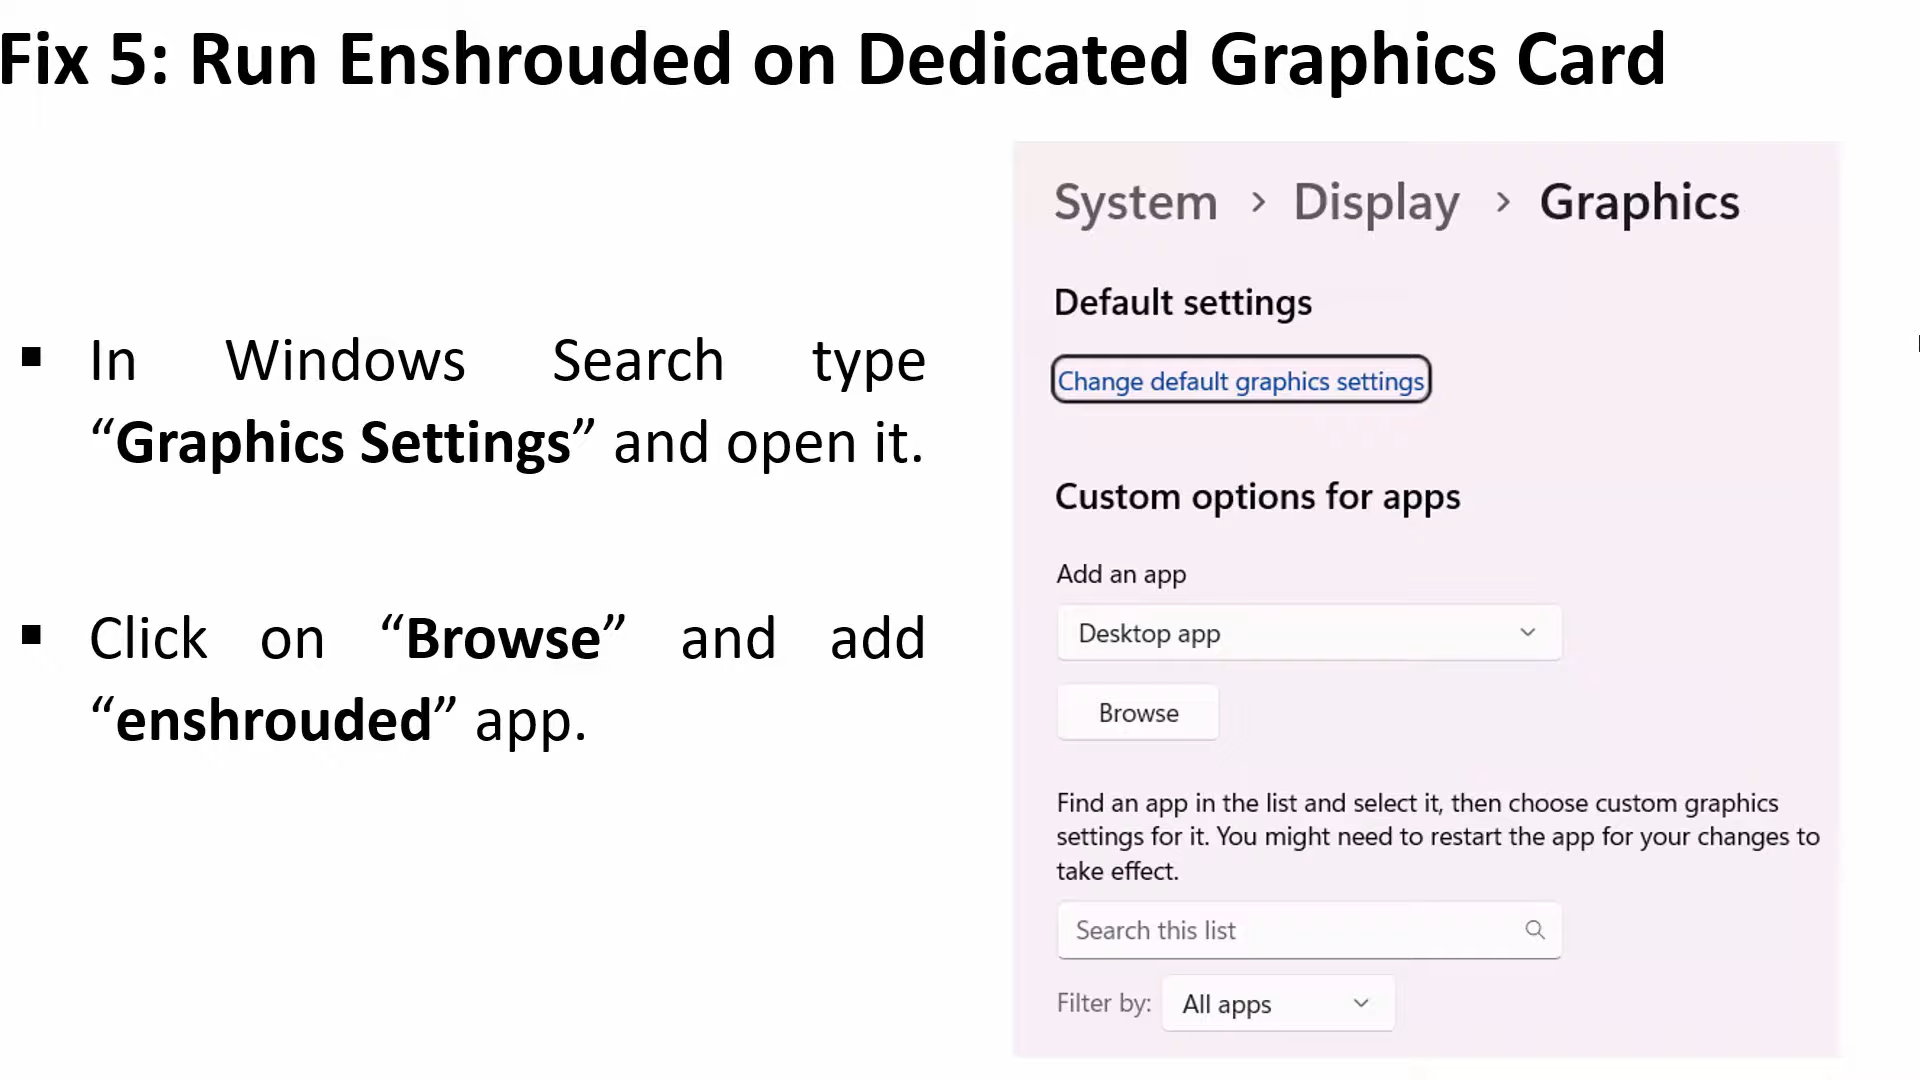 Fix 5: Run Enshrouded on Dedicated Graphics Card
▪ In Windows Search type
“Graphics Settings” and open it.
▪ Click on “Browse” and add
“enshrouded” app.
System > Display > Graphics
Default settings
Change default graphics settings
Custom options for apps
Add an app
Desktop app
Browse
Find an app in the list and select it, then choose custom graphics
settings for it. You might need to restart the app for your changes to
take effect.
Search this list
Filter by: All apps